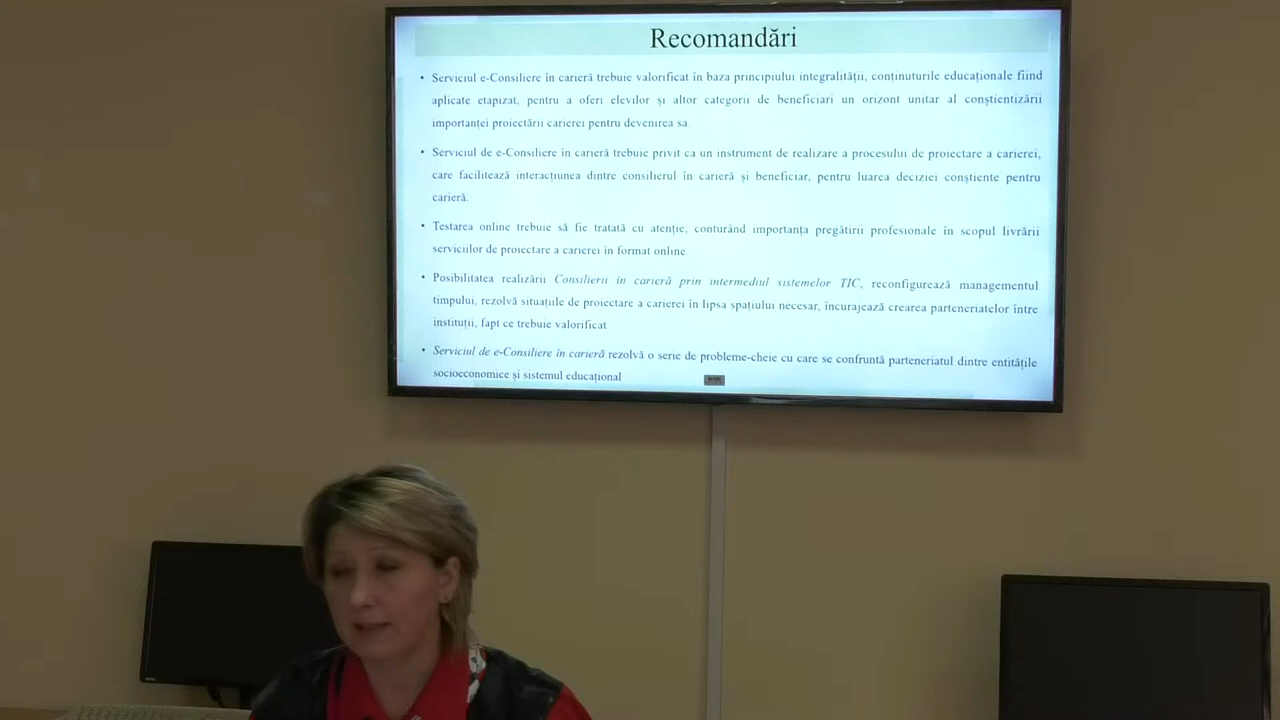 Recomandări
• Serviciul e-Consiliere în carieră trebuie valorificat în baza principiului integralității, conținuturile educaționale fiind
aplicate etapizat, pentru a oferi elevilor și altor categorii de beneficiari un orizont unitar al conștientizării
importanței proiectării carierei pentru devenirea sa.
• Serviciul de e-Consiliere în carieră trebuie privit ca un instrument de realizare a procesului de proiectare a carierei,
care facilitează interacțiunea dintre consilierul în carieră și beneficiar, pentru luarea deciziei conștiente pentru
carieră.
• Testarea online trebuie să fie tratată cu atenție, conturând importanța pregătirii profesionale în scopul livrării
serviciilor de proiectare a carierei în format online
• Posibilitatea realizării Consilierii în carieră prin intermediul sistemelor TIC, reconfigurează managementul
timpului, rezolvă situațiile de proiectare a carierei în lipsa spațiului necesar, încurajează crearea parteneriatelor între
instituții, fapt ce trebuie valorificat
• Serviciul de e-Consiliere în carieră rezolvă o serie de probleme-cheie cu care se confruntă parteneriatul dintre entitățile
socioeconomice și sistemul educațional